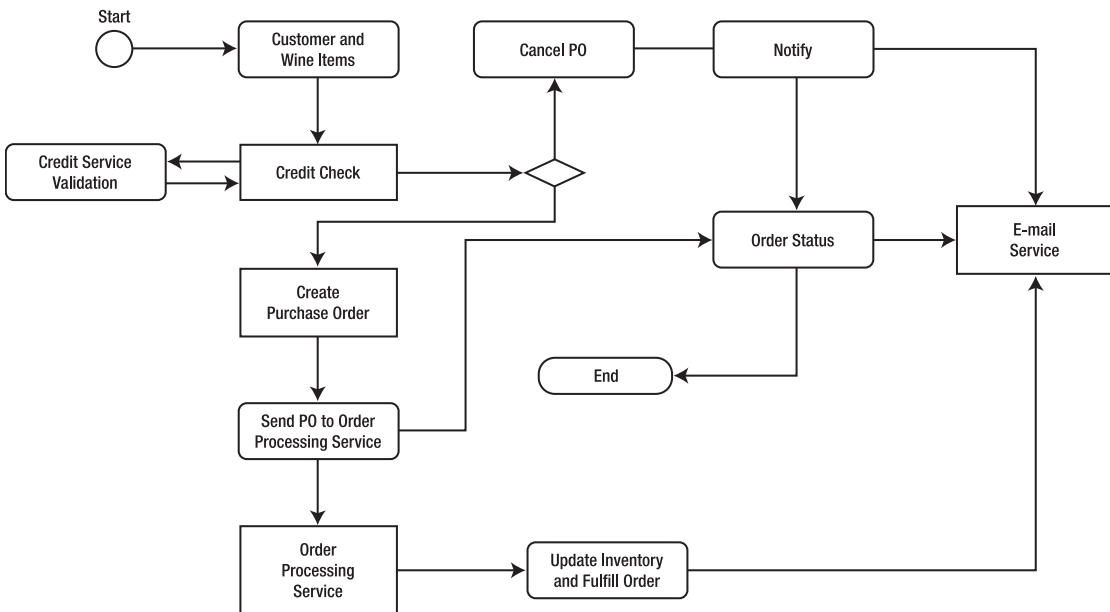 Start
Customer and
Wine Items
Cancel PO
Notify
Credit Service
Validation
Credit Check
Order Status
E-mail
Service
Create
Purchase Order
End
Send PO to Order
Processing Service
Order
Processing
Service
Update Inventory
and Fulfill Order